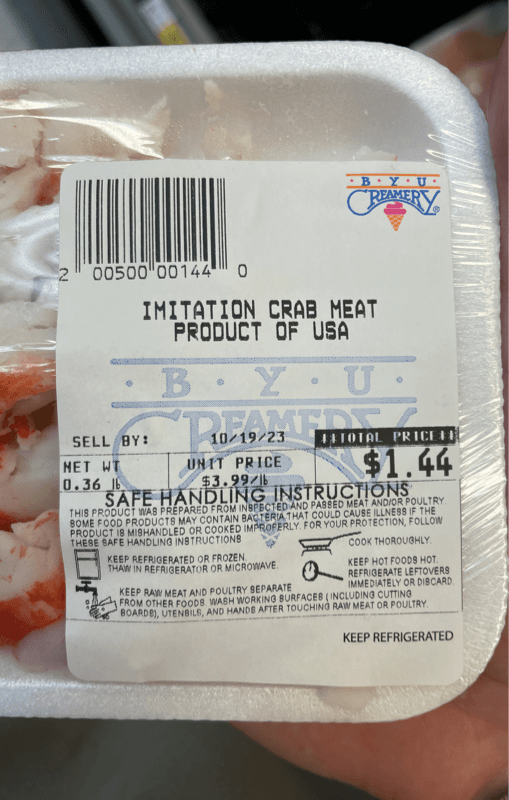 B · Y · U
CREAMERY®
2 00500 00144 0
IMITATION CRAB MEAT
PRODUCT OF USA
· B · Y · U ·
CREAMERY
SELL BY: 10/19/23
TOTAL PRICE
NET WT UNIT PRICE $1.44
0.36 lb $3.99/lb
SAFE HANDLING INSTRUCTIONS
THIS PRODUCT WAS PREPARED FROM INSPECTED AND PASSED MEAT AND/OR POULTRY.
SOME FOOD PRODUCTS MAY CONTAIN BACTERIA THAT COULD CAUSE ILLNESS IF THE
PRODUCT IS MISHANDLED OR COOKED IMPROPERLY. FOR YOUR PROTECTION, FOLLOW
THESE SAFE HANDLING INSTRUCTIONS
COOK THOROUGHLY.
KEEP REFRIGERATED OR FROZEN.
THAW IN REFRIGERATOR OR MICROWAVE.
KEEP HOT FOODS HOT.
REFRIGERATE LEFTOVERS
IMMEDIATELY OR DISCARD.
KEEP RAW MEAT AND POULTRY SEPARATE
FROM OTHER FOODS. WASH WORKING SURFACES (INCLUDING CUTTING
BOARDS), UTENSILS, AND HANDS AFTER TOUCHING RAW MEAT OR POULTRY.
KEEP REFRIGERATED